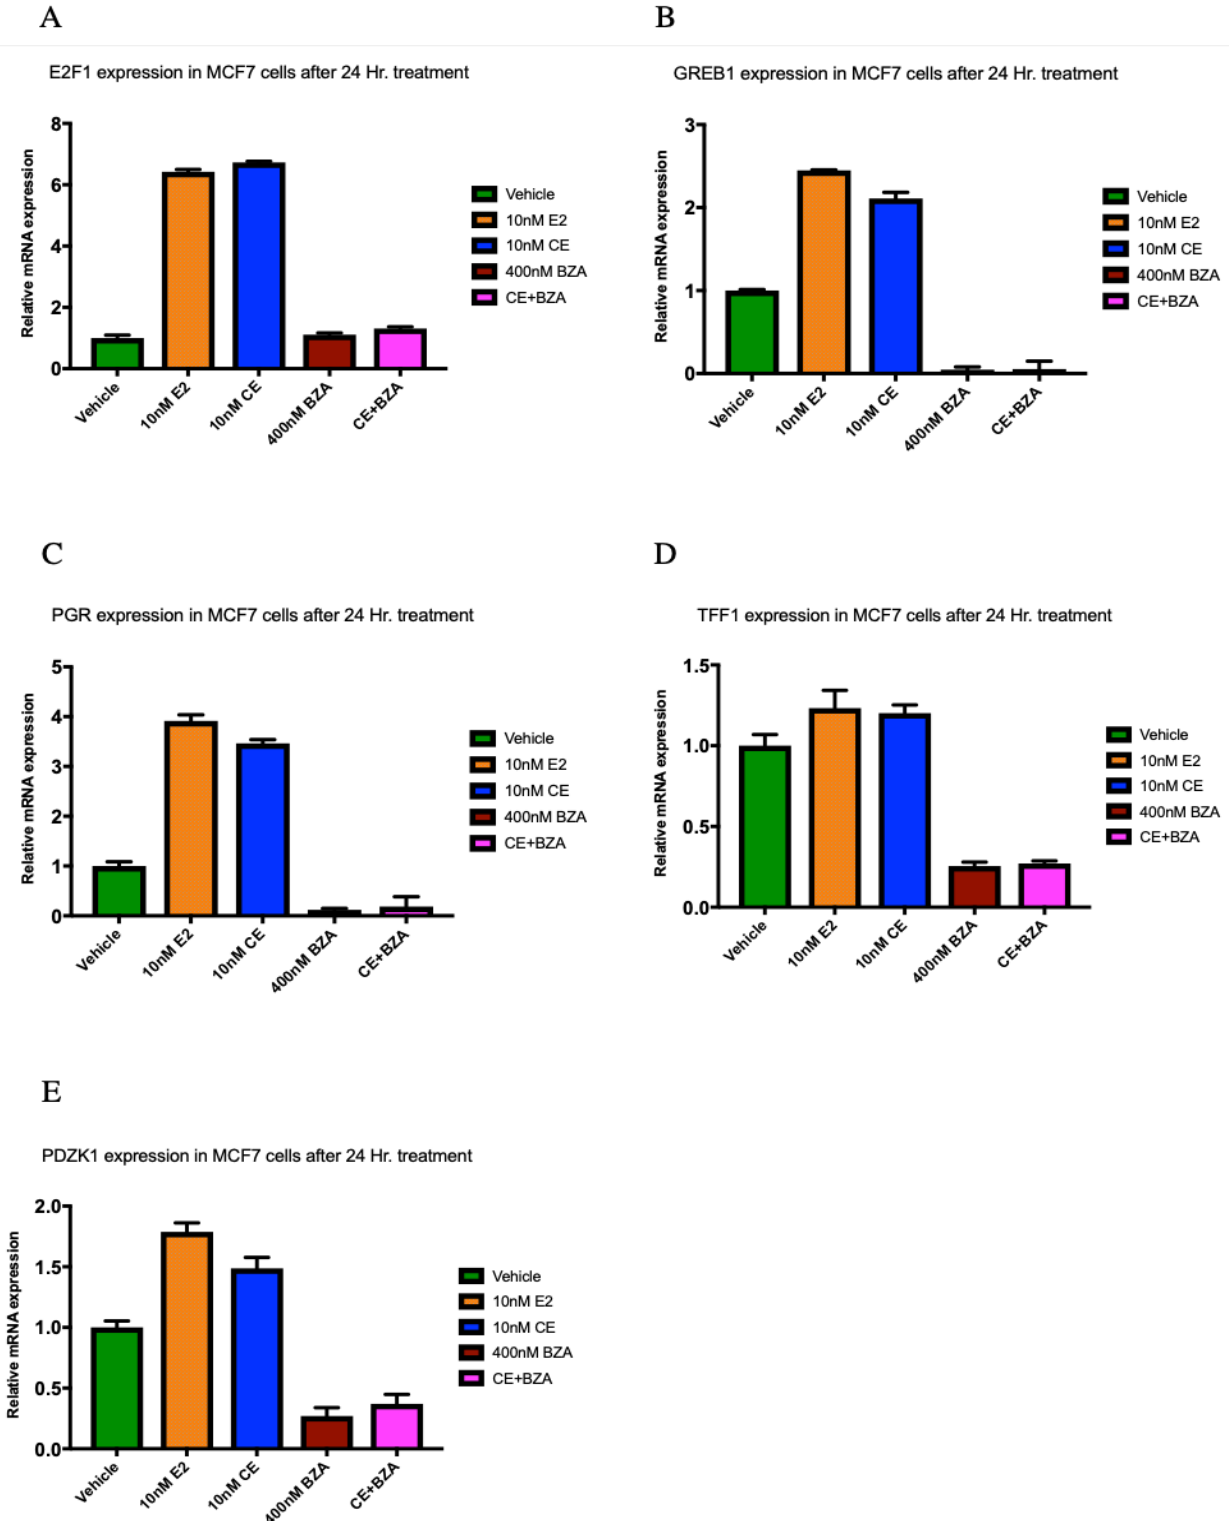 A
E2F1 expression in MCF7 cells after 24 Hr. treatment
Relative mRNA expression
8
6
4
2
0
Vehicle
10nM E2
10nM CE
400nM BZA
CE+BZA
Vehicle
10nM E2
10nM CE
400nM BZA
CE+BZA
B
GREB1 expression in MCF7 cells after 24 Hr. treatment
Relative mRNA expression
3
2
1
0
Vehicle
10nM E2
10nM CE
400nM BZA
CE+BZA
Vehicle
10nM E2
10nM CE
400nM BZA
CE+BZA
C
PGR expression in MCF7 cells after 24 Hr. treatment
Relative mRNA expression
5
4
3
2
1
0
Vehicle
10nM E2
10nM CE
400nM BZA
CE+BZA
Vehicle
10nM E2
10nM CE
400nM BZA
CE+BZA
D
TFF1 expression in MCF7 cells after 24 Hr. treatment
Relative mRNA expression
1.5
1.0
0.5
0.0
Vehicle
10nM E2
10nM CE
400nM BZA
CE+BZA
Vehicle
10nM E2
10nM CE
400nM BZA
CE+BZA
E
PDZK1 expression in MCF7 cells after 24 Hr. treatment
Relative mRNA expression
2.0
1.5
1.0
0.5
0.0
Vehicle
10nM E2
10nM CE
400nM BZA
CE+BZA
Vehicle
10nM E2
10nM CE
400nM BZA
CE+BZA